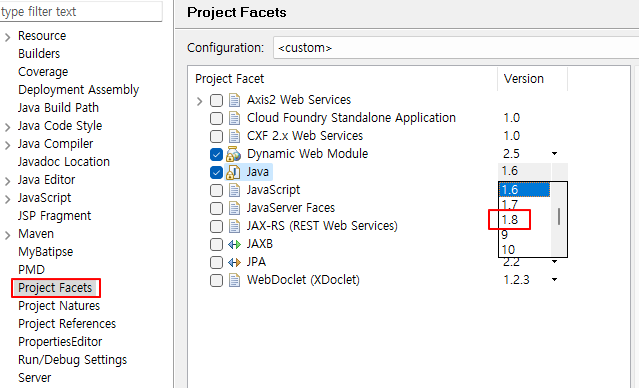 type filter text
Resource
Builders
Coverage
Deployment Assembly
Java Build Path
Java Code Style
Java Compiler
Javadoc Location
Java Editor
JavaScript
JSP Fragment
Maven
MyBatipse
PMD
Project Facets
Project Natures
Project References
PropertiesEditor
Run/Debug Settings
Server
Project Facets
Configuration: <custom>
Project Facet Version
Axis2 Web Services
Cloud Foundry Standalone Application 1.0
CXF 2.x Web Services 1.0
Dynamic Web Module 2.5
Java 1.6
JavaScript 1.6
JavaServer Faces 1.7
JAX-RS (REST Web Services) 1.8
JAXB 9
10
JPA 2.2
WebDoclet (XDoclet) 1.2.3